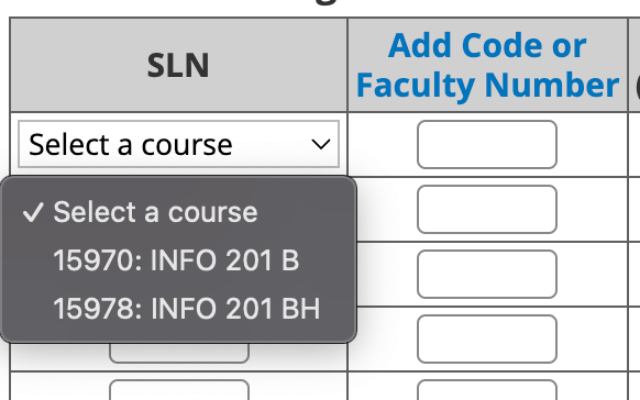 SLN
Add Code or
Faculty Number
Select a course
✓ Select a course
15970: INFO 201 B
15978: INFO 201 BH